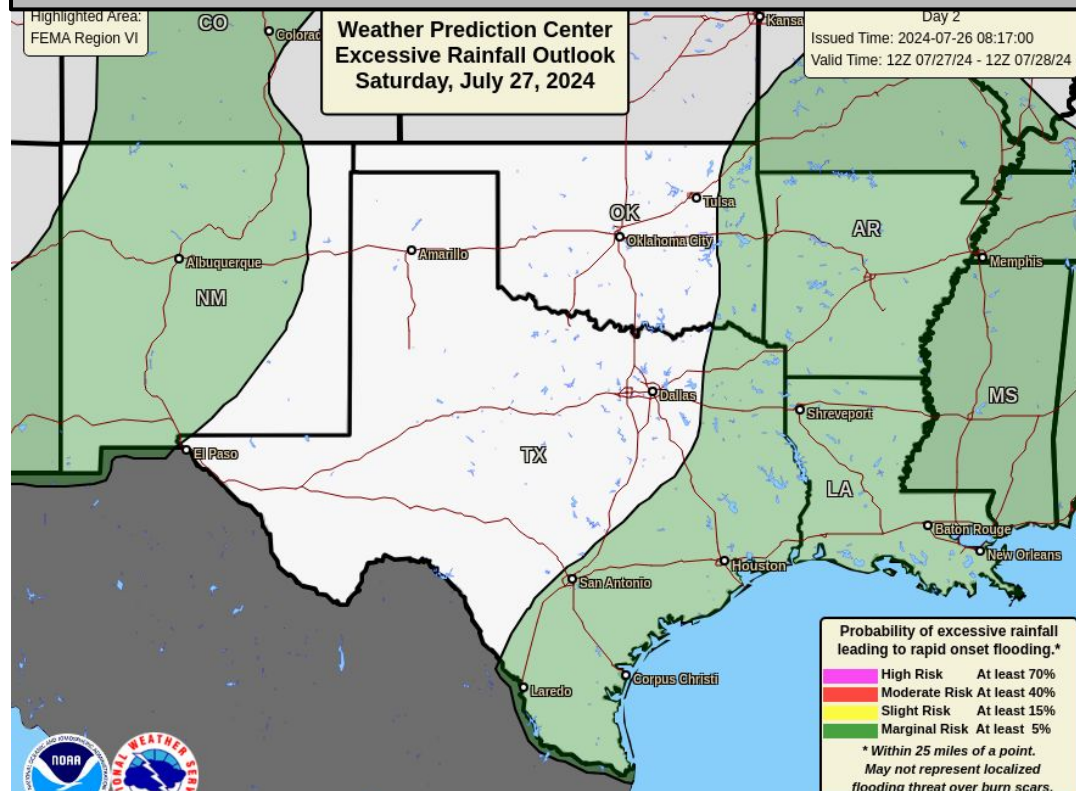 Highlighted Area:
FEMA Region VI
Weather Prediction Center
Excessive Rainfall Outlook
Saturday, July 27, 2024
Day 2
Issued Time: 2024-07-26 08:17:00
Valid Time: 12Z 07/27/24 - 12Z 07/28/24
CO
Colorad
Kansa
Tulsa
OK
Oklahoma City
AR
Amarillo
Albuquerque
Memphis
NM
Dallas
MS
Shreveport
El Paso
TX
LA
Baton Rouge
New Orleans
Houston
San Antonio
Corpus Christi
Laredo
Probability of excessive rainfall
leading to rapid onset flooding.*
High Risk At least 70%
Moderate Risk At least 40%
Slight Risk At least 15%
Marginal Risk At least 5%
* Within 25 miles of a point.
May not represent localized
flooding threat over burn scars.
NOAA
WEATHER SERV